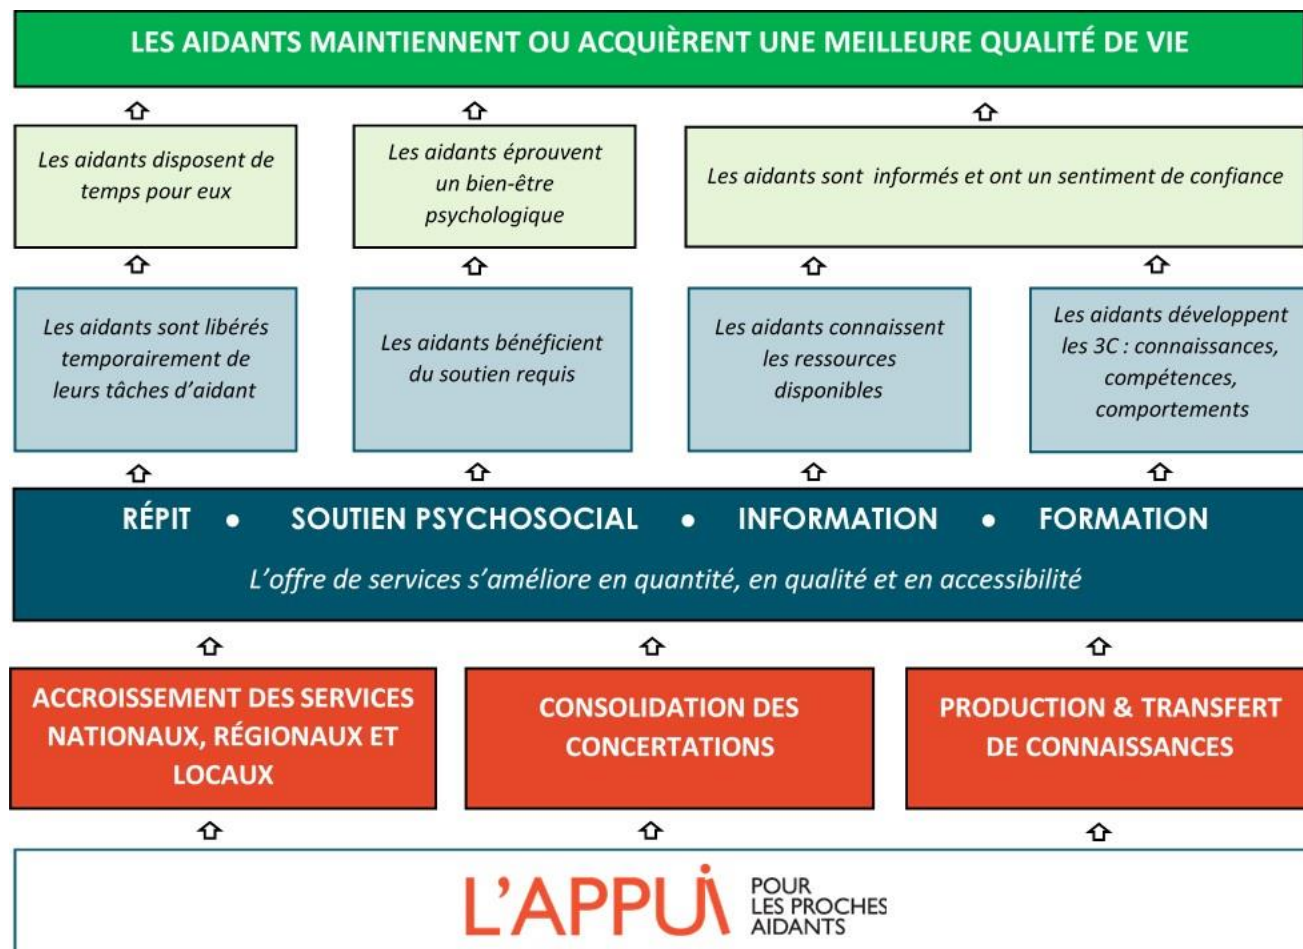 LES AIDANTS MAINTIENNENT OU ACQUIÈRENT UNE MEILLEURE QUALITÉ DE VIE
Les aidants disposent de
temps pour eux
Les aidants éprouvent
un bien-être
psychologique
Les aidants sont informés et ont un sentiment de confiance
Les aidants sont libérés
temporairement de
leurs tâches d'aidant
Les aidants bénéficient
du soutien requis
Les aidants connaissent
les ressources
disponibles
Les aidants développent
les 3C : connaissances,
compétences,
comportements
RÉPIT • SOUTIEN PSYCHOSOCIAL • INFORMATION • FORMATION
L'offre de services s'améliore en quantité, en qualité et en accessibilité
ACCROISSEMENT DES SERVICES
NATIONAUX, RÉGIONAUX ET
LOCAUX
CONSOLIDATION DES
CONCERTATIONS
PRODUCTION & TRANSFERT
DE CONNAISSANCES
L'APPUI
POUR
LES PROCHES
AIDANTS